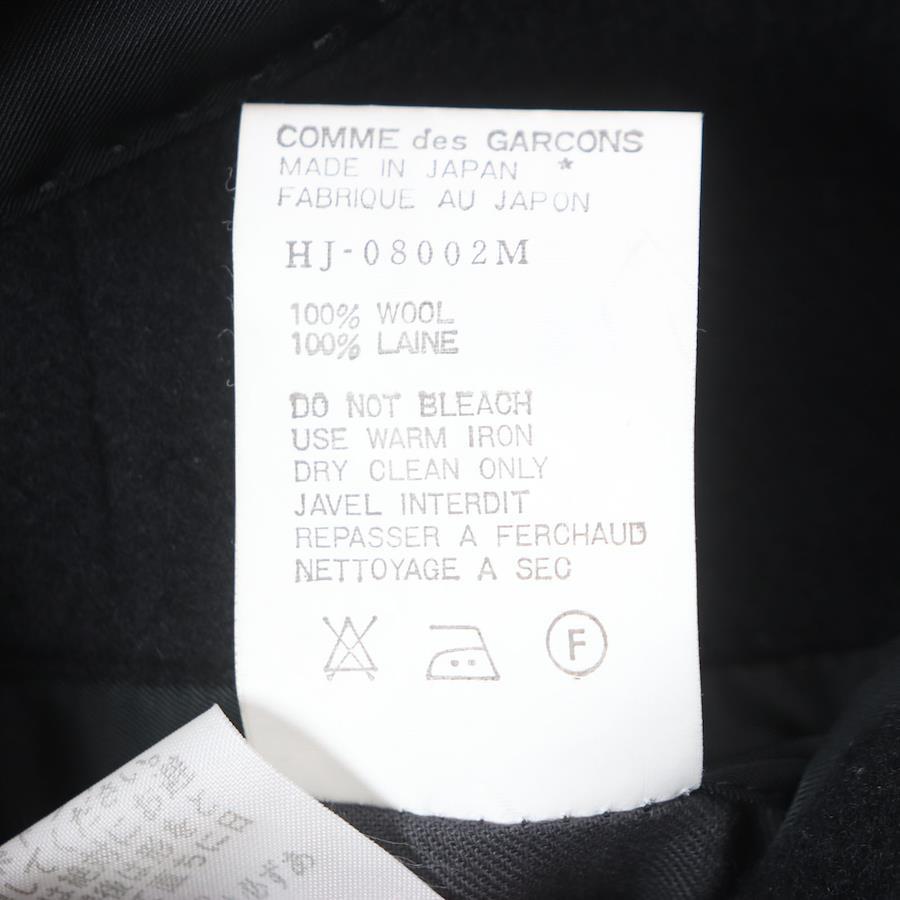 COMME des GARCONS
MADE IN JAPAN *
FABRIQUE AU JAPON
HJ-08002M
100% WOOL
100% LAINE
DO NOT BLEACH
USE WARM IRON
DRY CLEAN ONLY
JAVEL INTERDIT
REPASSER A FERCHAUD
NETTOYAGE A SEC
F